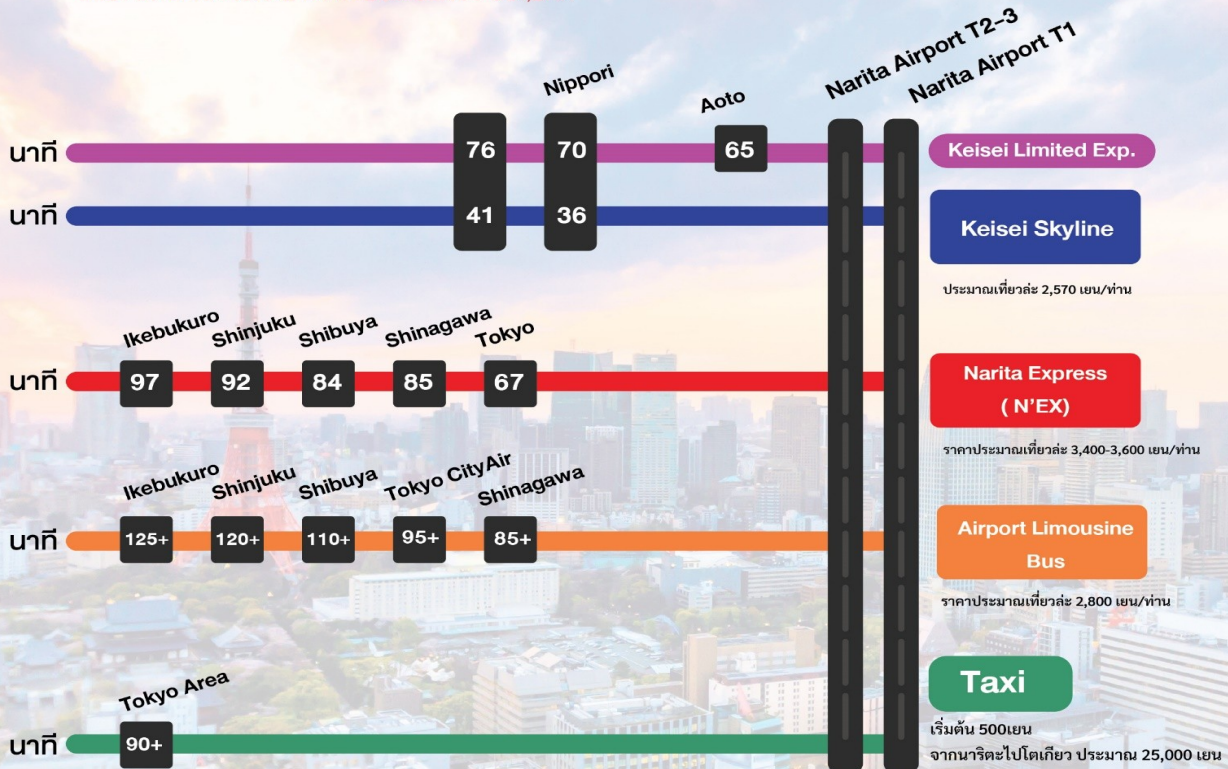 Narita Airport T2-3
Narita Airport T1
Nippori
Aoto
นาที
76
70
65
Keisei Limited Exp.
นาที
41
36
Keisei Skyline
ประมาณเที่ยวล่ะ 2,570 เยน/ท่าน
Ikebukuro
Shinjuku
Shibuya
Shinagawa
Tokyo
นาที
97
92
84
85
67
Narita Express
( N'EX)
ราคาประมาณเที่ยวล่ะ 3,400-3,600 เยน/ท่าน
Ikebukuro
Shinjuku
Shibuya
Tokyo CityAir
Shinagawa
นาที
125+
120+
110+
95+
85+
Airport Limousine
Bus
ราคาประมาณเที่ยวล่ะ 2,800 เยน/ท่าน
Tokyo Area
นาที
90+
Taxi
เริ่มต้น 500เยน
จากนาริตะไปโตเกียว ประมาณ 25,000 เยน